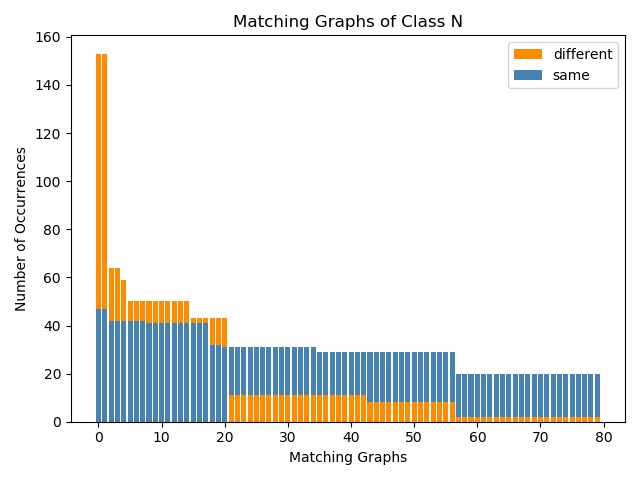 Matching Graphs of Class N
different
same
Number of Occurrences
160
140
120
100
80
60
40
20
0
0 10 20 30 40 50 60 70 80
Matching Graphs